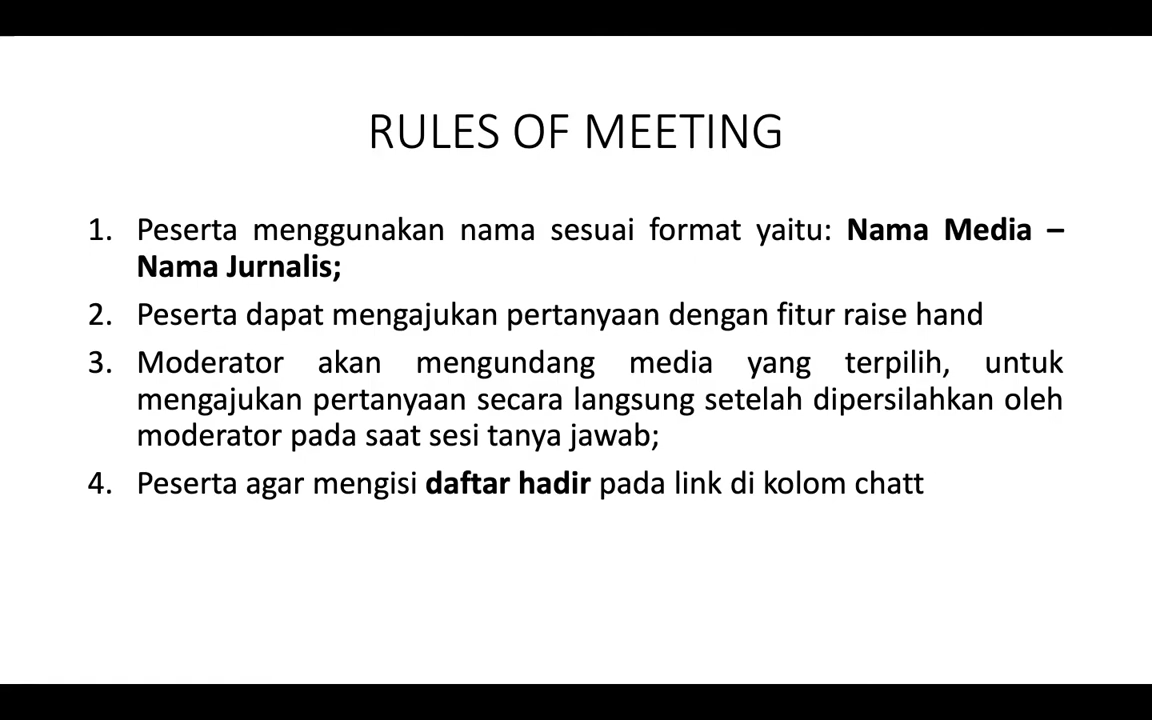 RULES OF MEETING
1. Peserta menggunakan nama sesuai format yaitu: Nama Media –
Nama Jurnalis;
2. Peserta dapat mengajukan pertanyaan dengan fitur raise hand
3. Moderator akan mengundang media yang terpilih, untuk
mengajukan pertanyaan secara langsung setelah dipersilahkan oleh
moderator pada saat sesi tanya jawab;
4. Peserta agar mengisi daftar hadir pada link di kolom chatt